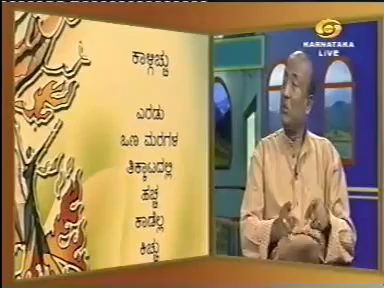 KARNATAKA
LIVE
ಕಾಳ್ಗಿಚ್ಚು
ಎರಡು
ಒಣ ಮರಗಳ
ತಿಕ್ಕಾಟದಲ್ಲಿ
ಹೆಚ್ಚಿ
ಕಾಡೆಲ್ಲ
ಕಿಚ್ಚು